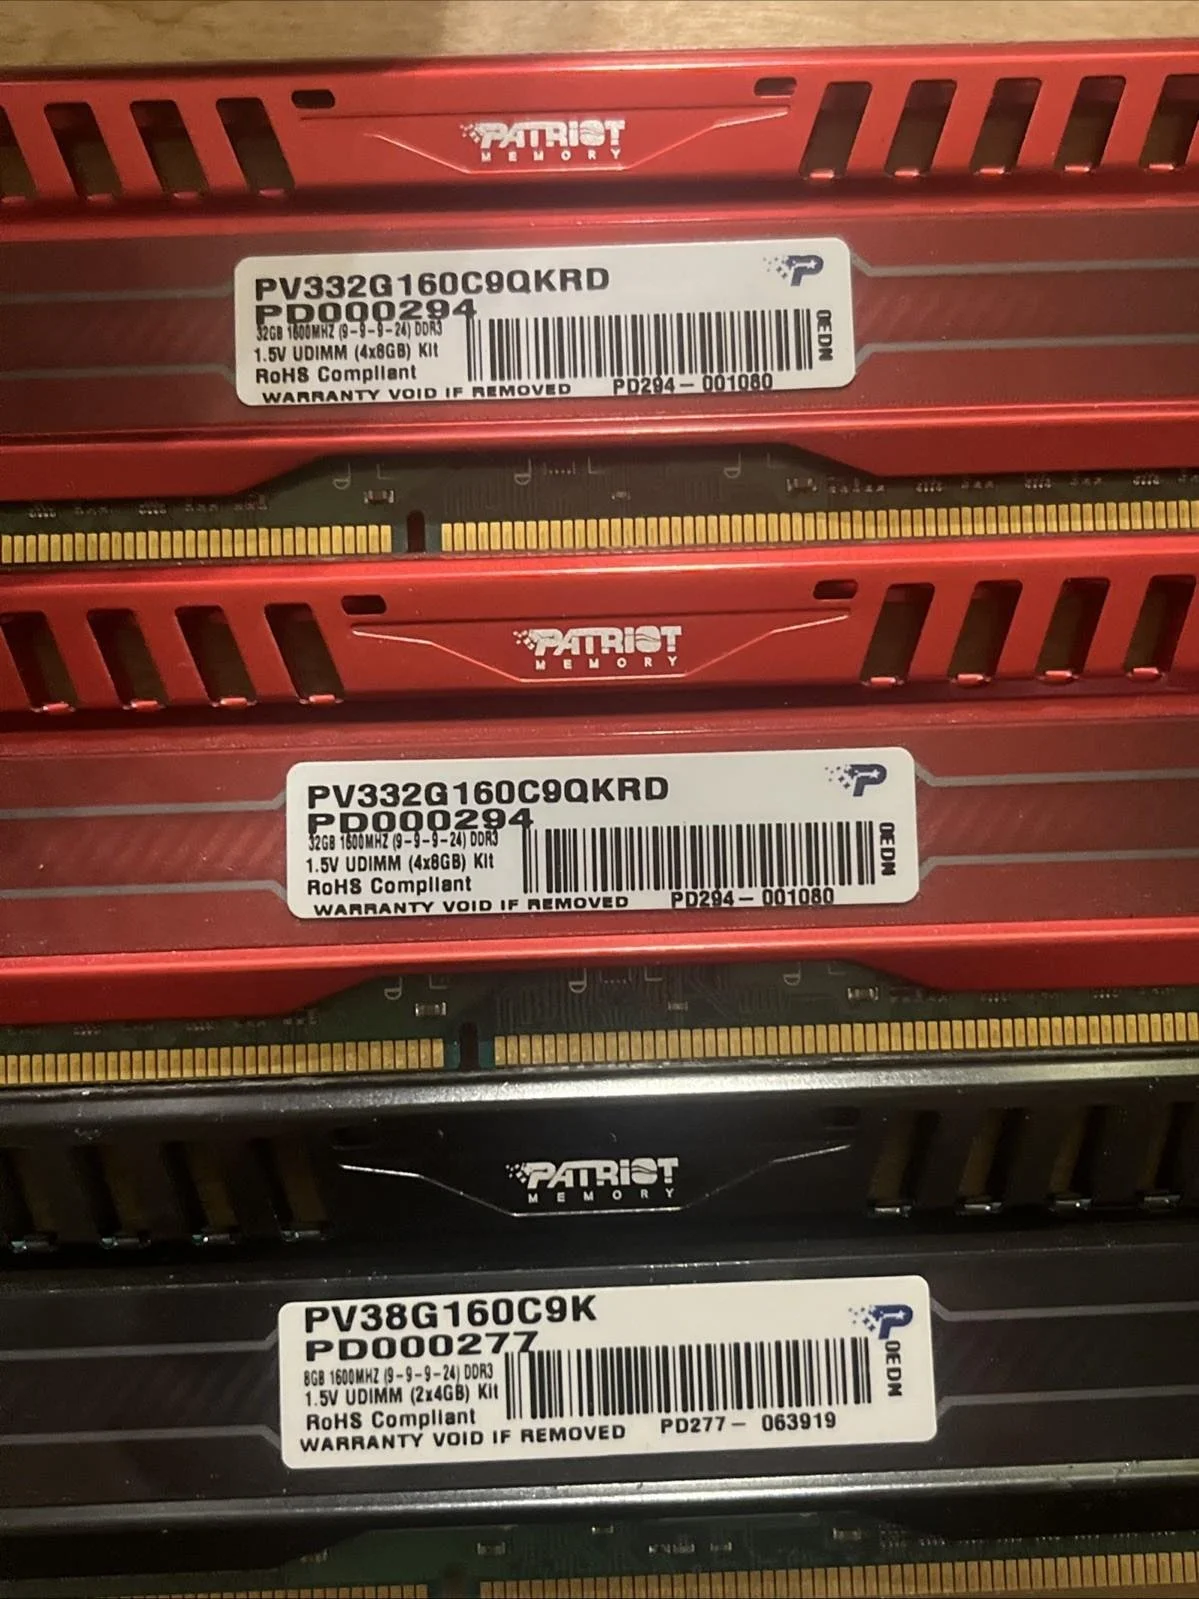 PATRIOT
MEMORY
PV332G160C9QKRD
PD000294
32GB 1600MHZ (9-9-9-24) DDR3
1.5V UDIMM (4x8GB) Kit
RoHS Compliant
WARRANTY VOID IF REMOVED PD294-001080
OEDM
PATRIOT
MEMORY
PV332G160C9QKRD
PD000294
32GB 1600MHZ (9-9-9-24) DDR3
1.5V UDIMM (4x8GB) Kit
RoHS Compliant
WARRANTY VOID IF REMOVED PD294-001080
OEDM
PATRIOT
MEMORY
PV38G160C9K
PD000277
8GB 1600MHZ (9-9-9-24) DDR3
1.5V UDIMM (2x4GB) Kit
RoHS Compliant
WARRANTY VOID IF REMOVED PD277-063919
OEDM